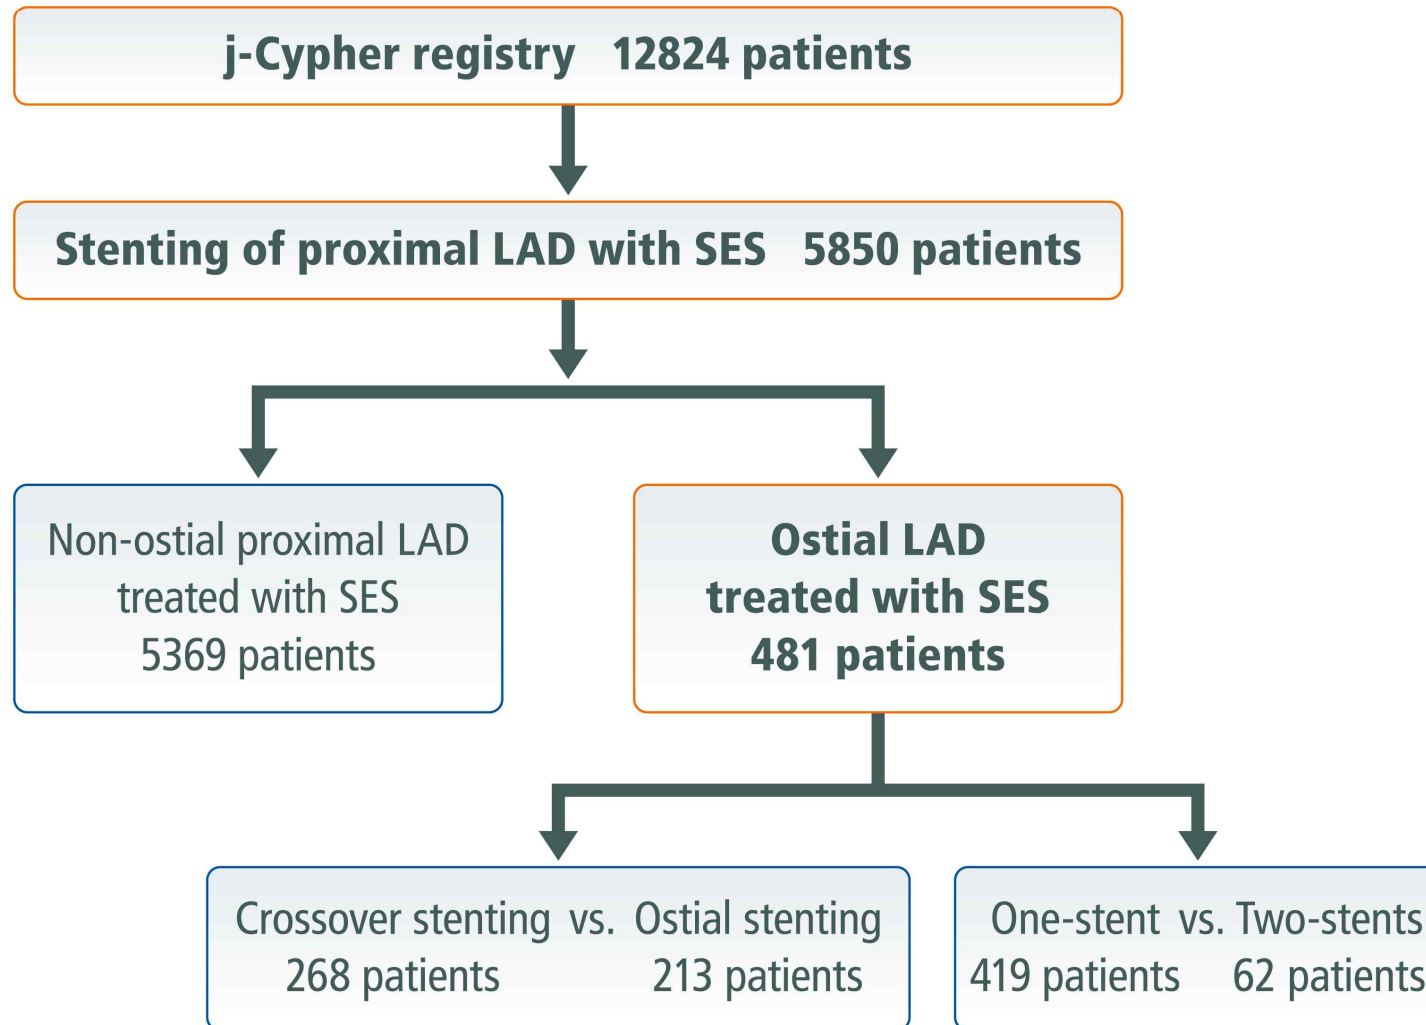 j-Cypher registry 12824 patients
Stenting of proximal LAD with SES 5850 patients
Non-ostial proximal LAD
treated with SES
5369 patients
Ostial LAD
treated with SES
481 patients
Crossover stenting vs. Ostial stenting
268 patients 213 patients
One-stent vs. Two-stents
419 patients 62 patients